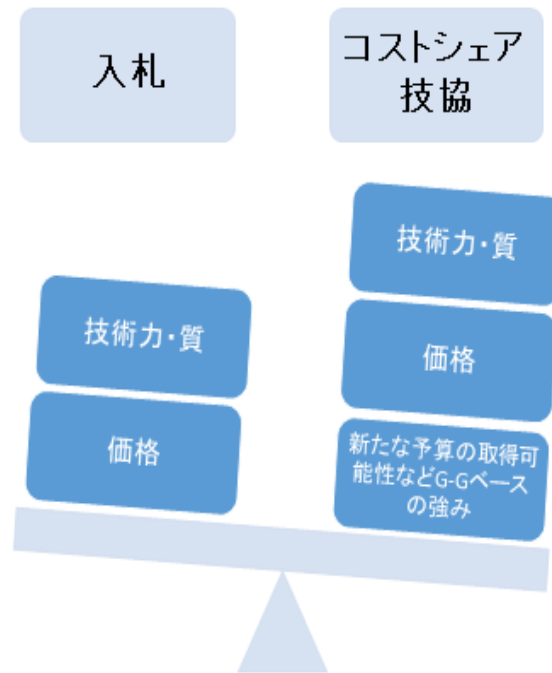 入札
コストシェア
技協
技術力・質
価格
技術力・質
価格
新たな予算の取得可
能性などG-Gベース
の強み